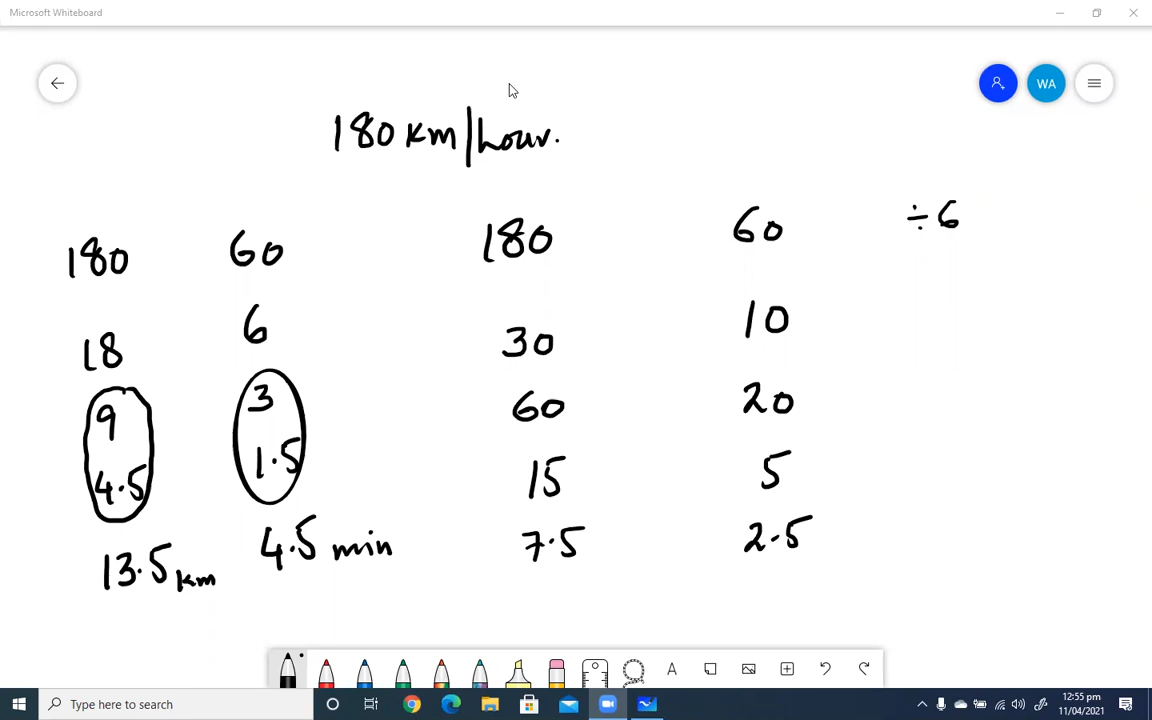 Microsoft Whiteboard
WA
180 km/hour.
180 60 180 60 ÷6
18 6 30 10
9 3 60 20
4.5 1.5 15 5
13.5 km 4.5 min 7.5 2.5
A
Type here to search
12:55 pm
11/04/2021